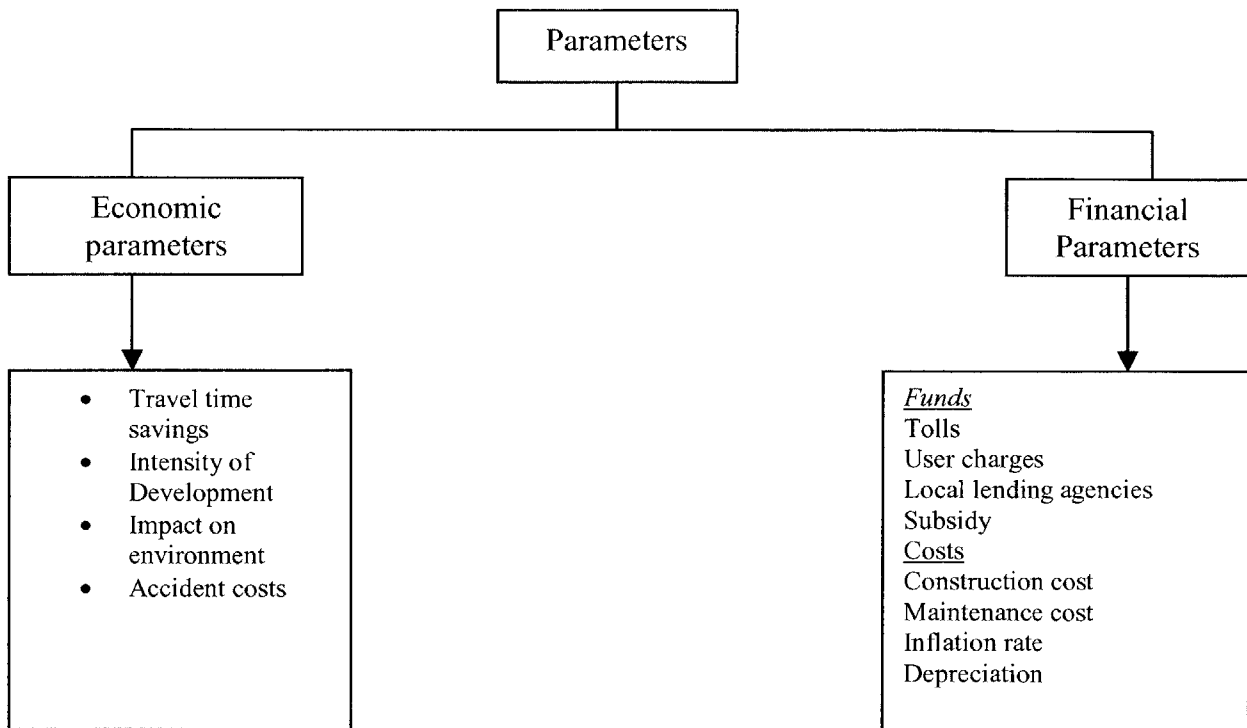 Parameters
Economic
parameters
Financial
Parameters
• Travel time
savings
• Intensity of
Development
• Impact on
environment
• Accident costs
Funds
Tolls
User charges
Local lending agencies
Subsidy
Costs
Construction cost
Maintenance cost
Inflation rate
Depreciation